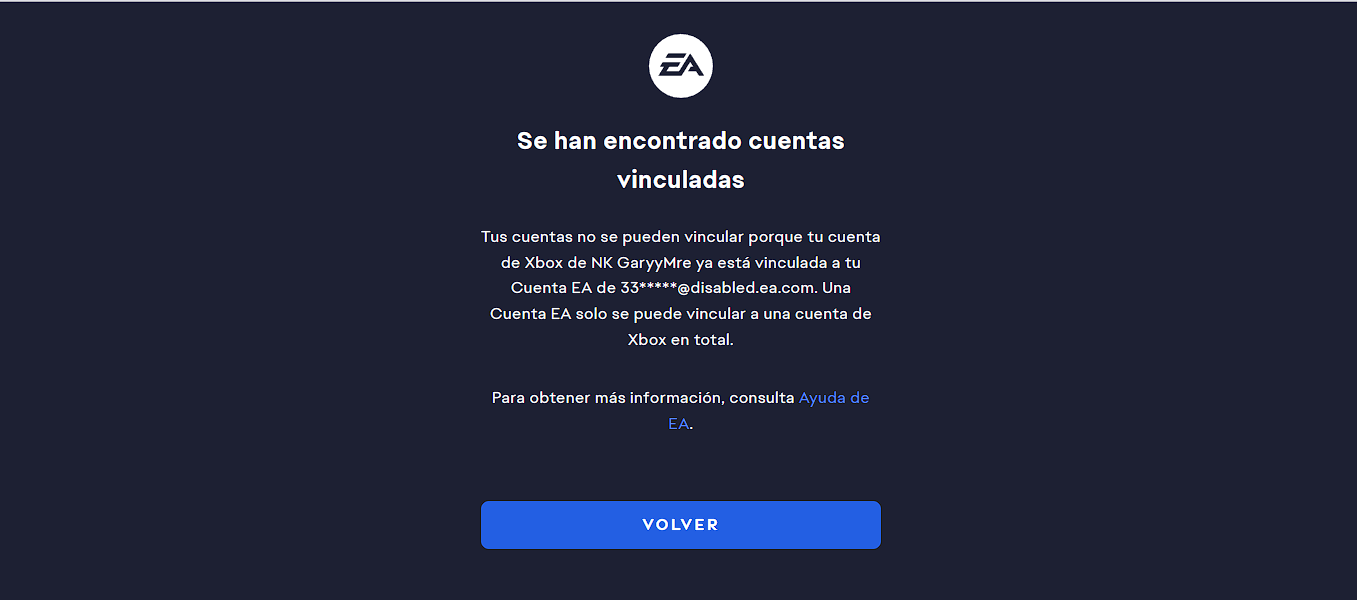 EA
Se han encontrado cuentas
vinculadas
Tus cuentas no se pueden vincular porque tu cuenta
de Xbox de NK GaryyMre ya está vinculada a tu
Cuenta EA de 33*****@disabled.ea.com. Una
Cuenta EA solo se puede vincular a una cuenta de
Xbox en total.
Para obtener más información, consulta Ayuda de
EA.
VOLVER